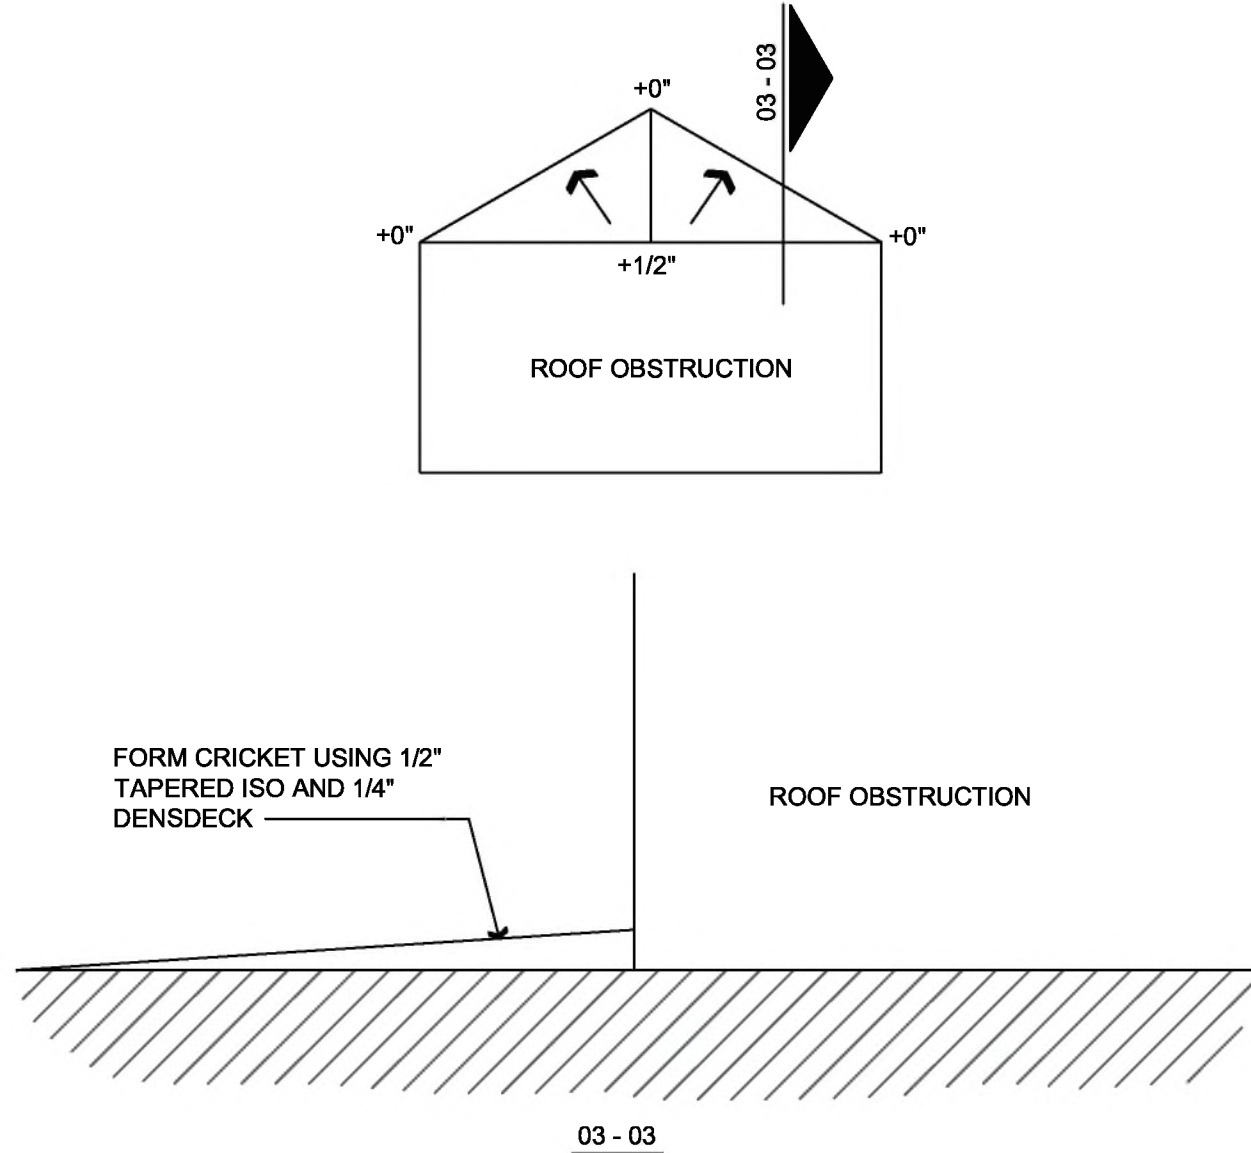 +0"
03 - 03
+0"
+0"
+1/2"
ROOF OBSTRUCTION
FORM CRICKET USING 1/2"
TAPERED ISO AND 1/4"
DENSDECK
ROOF OBSTRUCTION
03 - 03